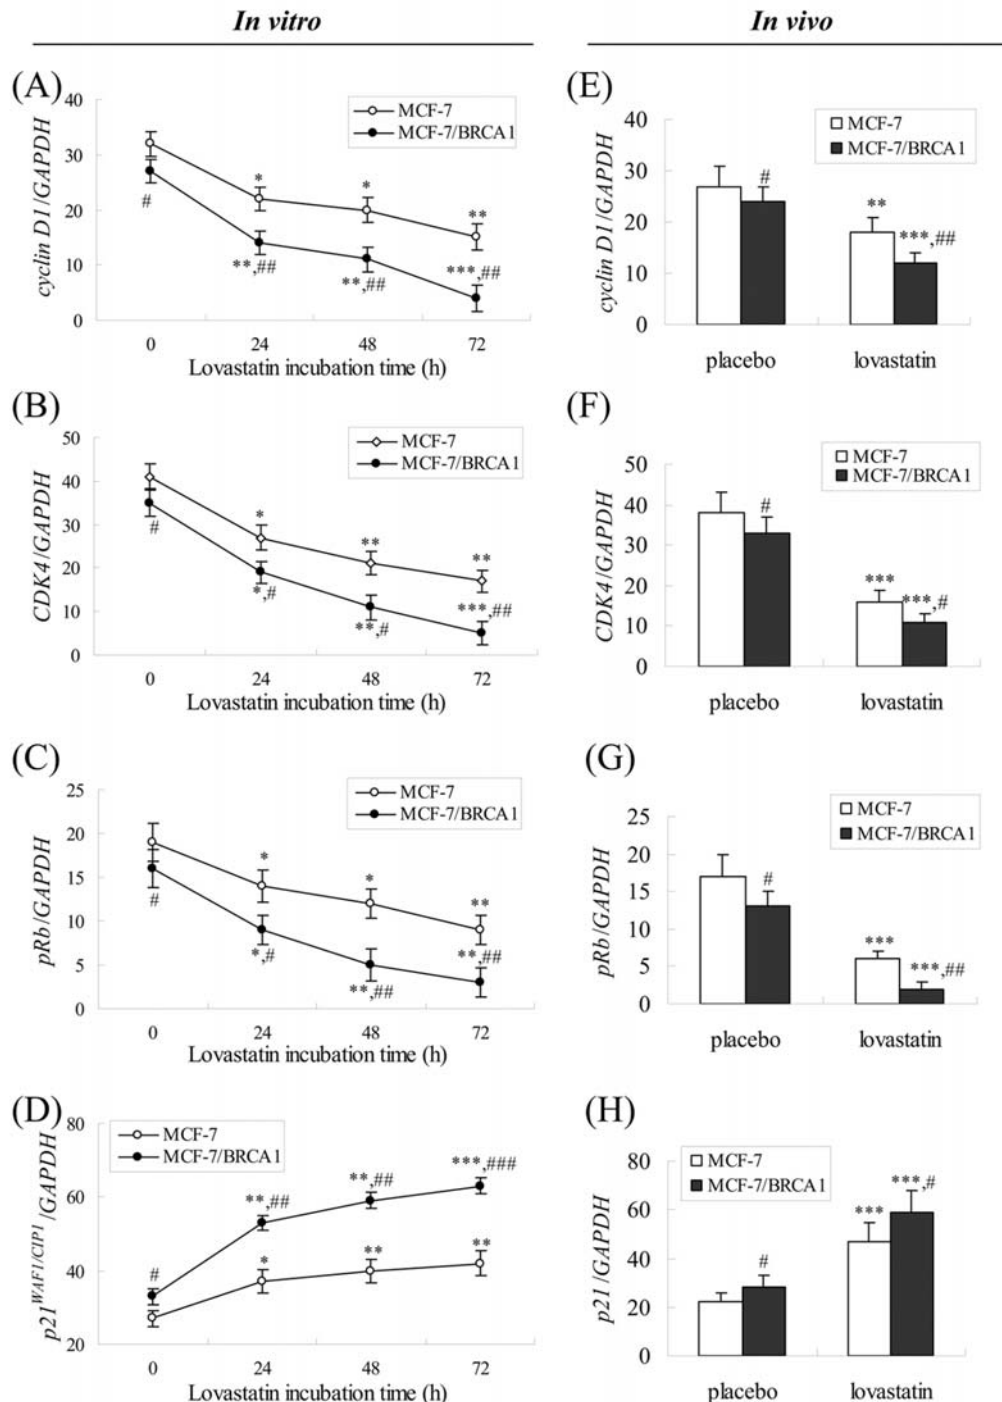 In vitro
In vivo
(A)
MCF-7
MCF-7/BRCA1
cyclin D1/GAPDH
40
30
20
10
0
#
*
*
**
**,##
**,##
***,##
0 24 48 72
Lovastatin incubation time (h)
(E)
MCF-7
MCF-7/BRCA1
cyclin D1/GAPDH
40
30
20
10
0
#
**
***,##
placebo lovastatin
(B)
MCF-7
MCF-7/BRCA1
CDK4/GAPDH
50
40
30
20
10
0
#
*
**
**
*,#
**,#
***,##
0 24 48 72
Lovastatin incubation time (h)
(F)
MCF-7
MCF-7/BRCA1
CDK4/GAPDH
50
40
30
20
10
0
#
***
***,#
placebo lovastatin
(C)
MCF-7
MCF-7/BRCA1
pRb/GAPDH
25
20
15
10
5
0
#
*
*
**
*,#
**,##
**,##
0 24 48 72
Lovastatin incubation time (h)
(G)
MCF-7
MCF-7/BRCA1
pRb/GAPDH
25
20
15
10
5
0
#
***
***,##
placebo lovastatin
(D)
MCF-7
MCF-7/BRCA1
p21WAF1/CIP1/GAPDH
80
60
40
20
#
**,##
**,##
***,###
*
**
**
0 24 48 72
Lovastatin incubation time (h)
(H)
MCF-7
MCF-7/BRCA1
p21/GAPDH
80
60
40
20
0
#
***
***,#
placebo lovastatin